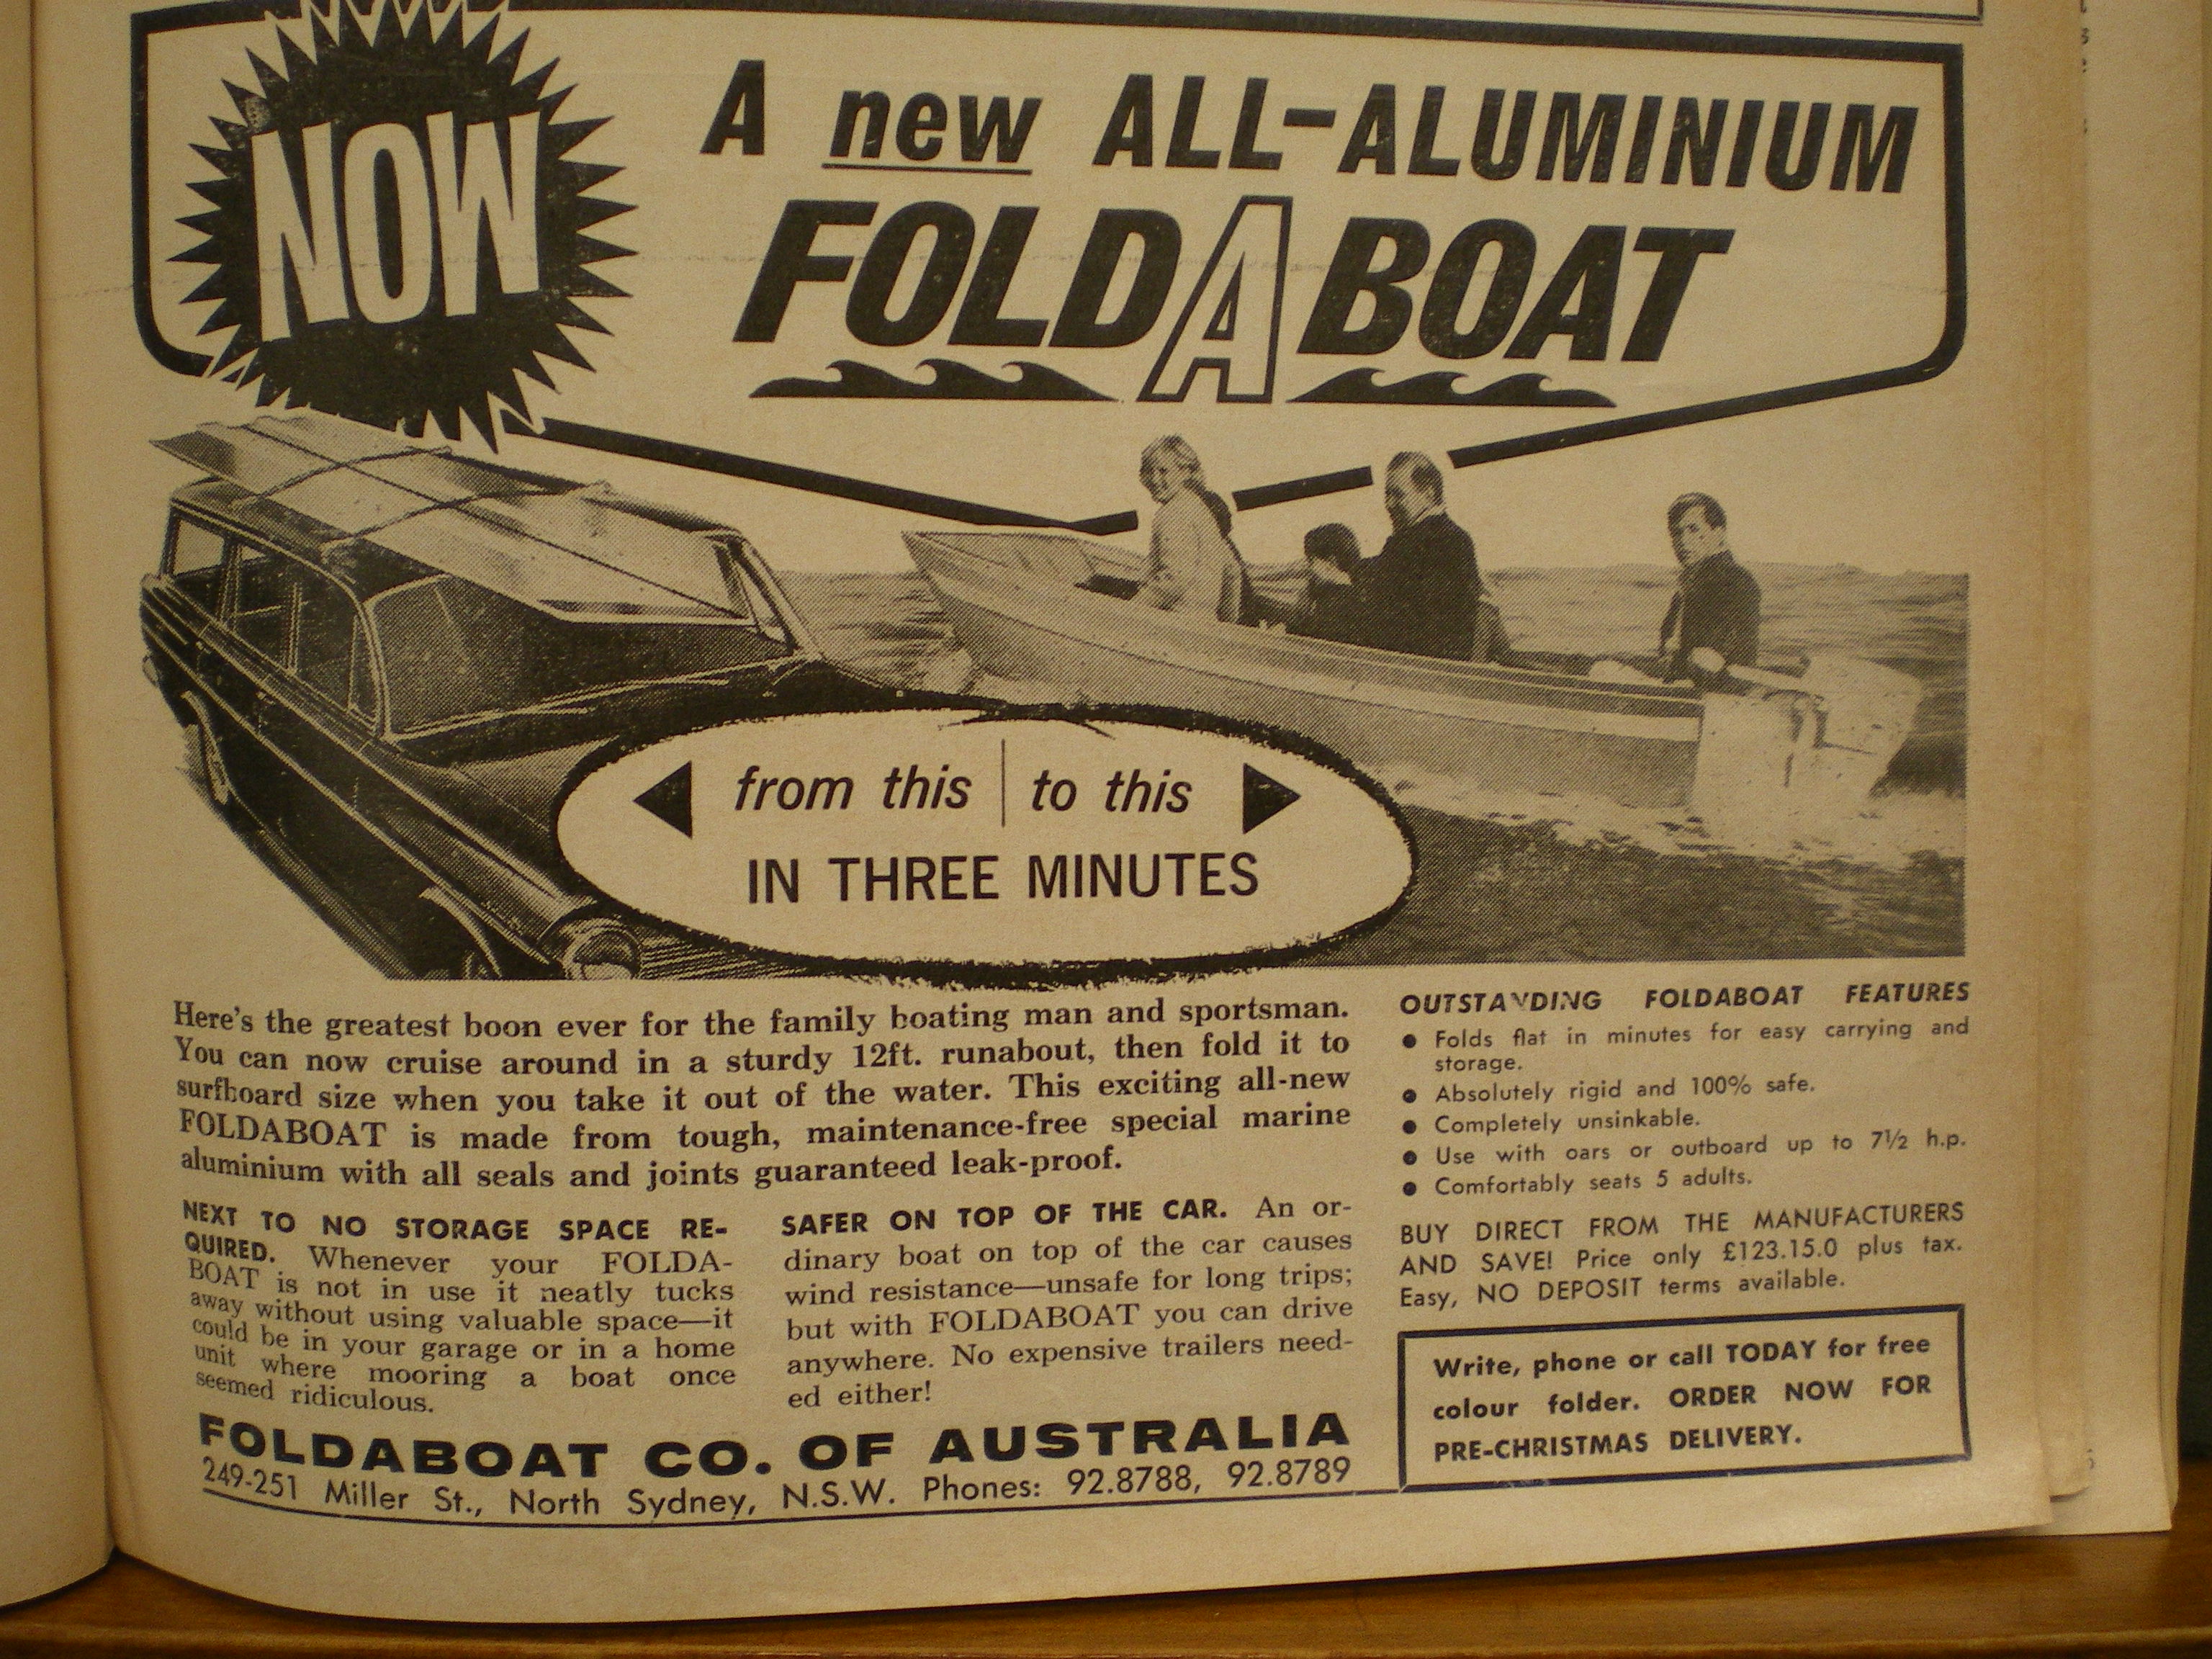 NOW
A new ALL-ALUMINIUM
FOLDABOAT
from this | to this
IN THREE MINUTES
Here's the greatest boon ever for the family boating man and sportsman.
You can now cruise around in a sturdy 12ft. runabout, then fold it to
surfboard size when you take it out of the water. This exciting all-new
FOLDABOAT is made from tough, maintenance-free special marine
aluminium with all seals and joints guaranteed leak-proof.
NEXT TO NO STORAGE SPACE RE-
QUIRED. Whenever your FOLDA-
BOAT is not in use it neatly tucks
away without using valuable space—it
could be in your garage or in a home
unit where mooring a boat once
seemed ridiculous.
SAFER ON TOP OF THE CAR. An or-
dinary boat on top of the car causes
wind resistance—unsafe for long trips;
but with FOLDABOAT you can drive
anywhere. No expensive trailers need-
ed either!
OUTSTANDING FOLDABOAT FEATURES
● Folds flat in minutes for easy carrying and
storage.
● Absolutely rigid and 100% safe.
● Completely unsinkable.
● Use with oars or outboard up to 7½ h.p.
● Comfortably seats 5 adults.
BUY DIRECT FROM THE MANUFACTURERS
AND SAVE! Price only £123.15.0 plus tax.
Easy, NO DEPOSIT terms available.
Write, phone or call TODAY for free
colour folder. ORDER NOW FOR
PRE-CHRISTMAS DELIVERY.
FOLDABOAT CO. OF AUSTRALIA
249-251 Miller St., North Sydney, N.S.W. Phones: 92.8788, 92.8789